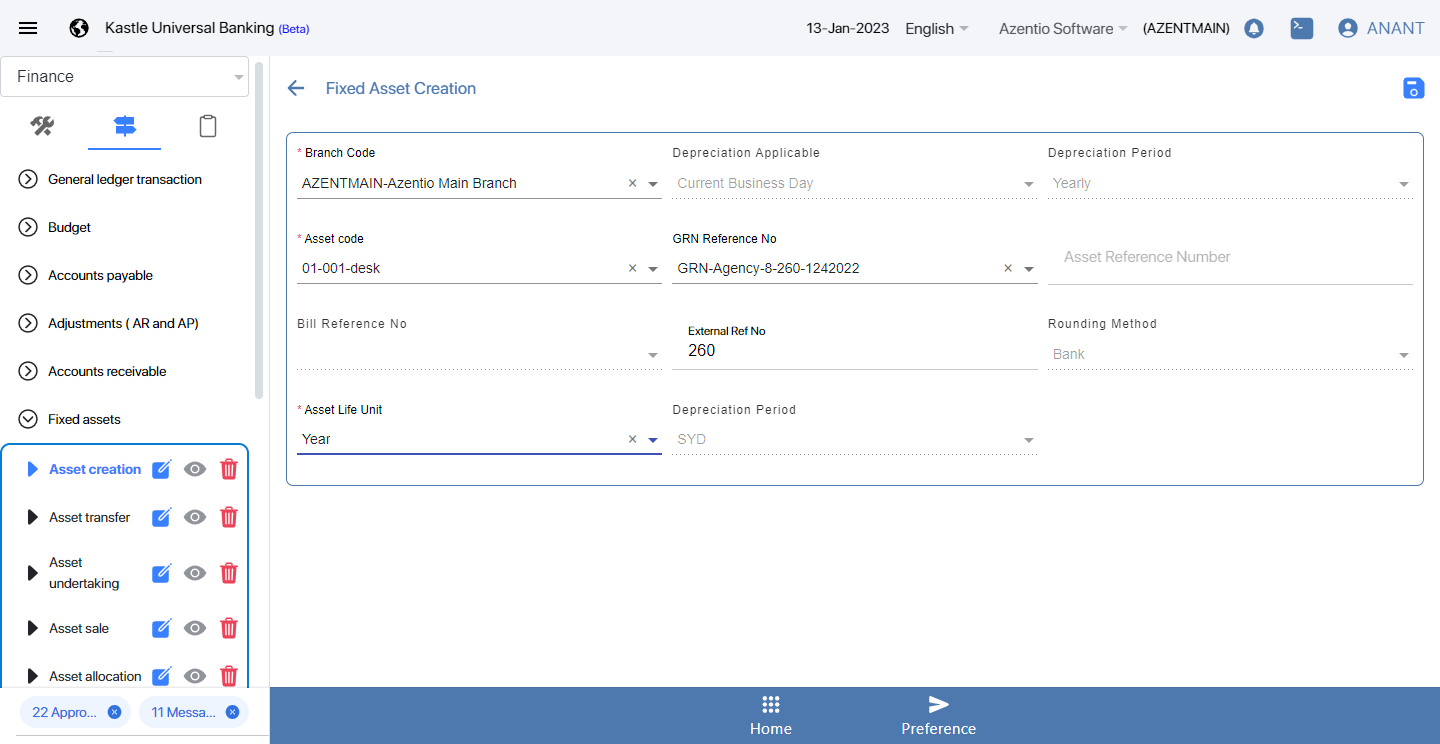 Kastle Universal Banking (Beta)
13-Jan-2023
English
Azentio Software
(AZENTMAIN)
ANANT
Finance
General ledger transaction
Budget
Accounts payable
Adjustments ( AR and AP)
Accounts receivable
Fixed assets
Asset creation
Asset transfer
Asset
undertaking
Asset sale
Asset allocation
22 Appro...
11 Messa...
Fixed Asset Creation
* Branch Code
AZENTMAIN-Azentio Main Branch
Depreciation Applicable
Current Business Day
Depreciation Period
Yearly
* Asset code
01-001-desk
GRN Reference No
GRN-Agency-8-260-1242022
Asset Reference Number
Bill Reference No
External Ref No
260
Rounding Method
Bank
* Asset Life Unit
Year
Depreciation Period
SYD
Home
Preference